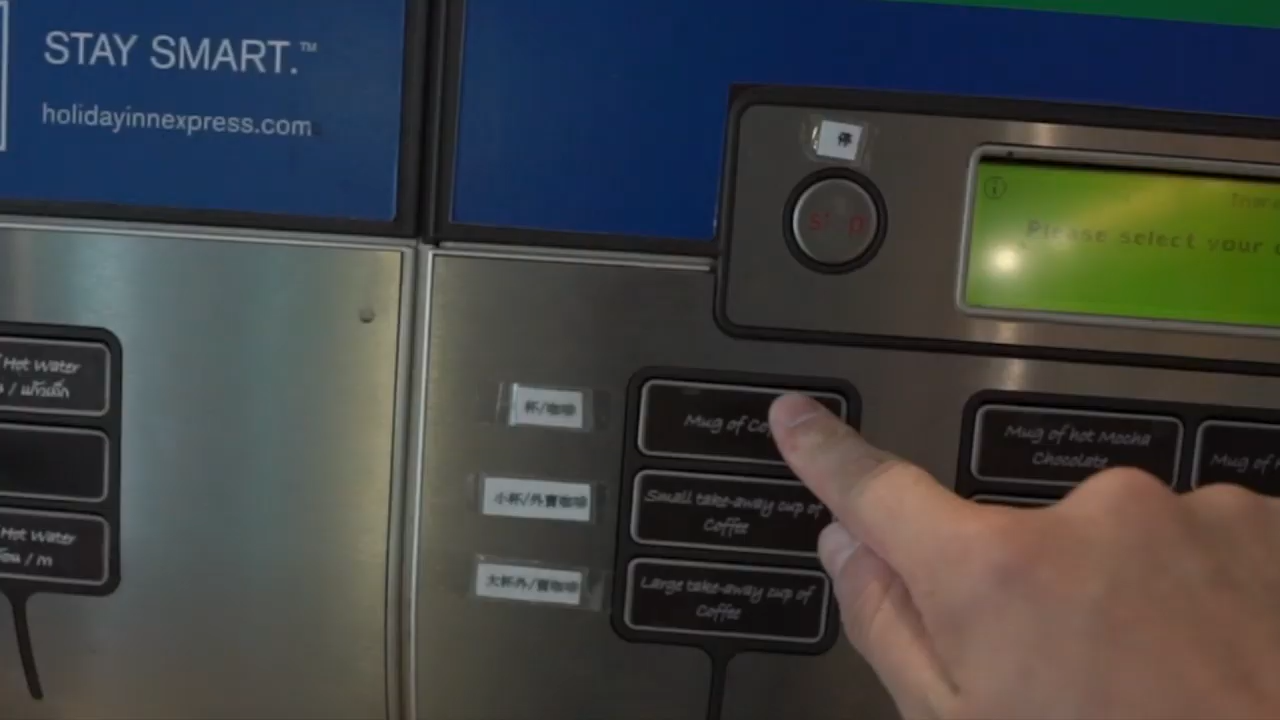 STAY SMART.™
holidayinnexpress.com
停
Please select your
Hot Water
Hot Water
杯/咖啡
小杯/外賣咖啡
大杯外/賣咖啡
Mug of
Small take-away cup of
Coffee
Large take-away cup of
Coffee
Mug of hot Mocha
Chocolate
Mug of